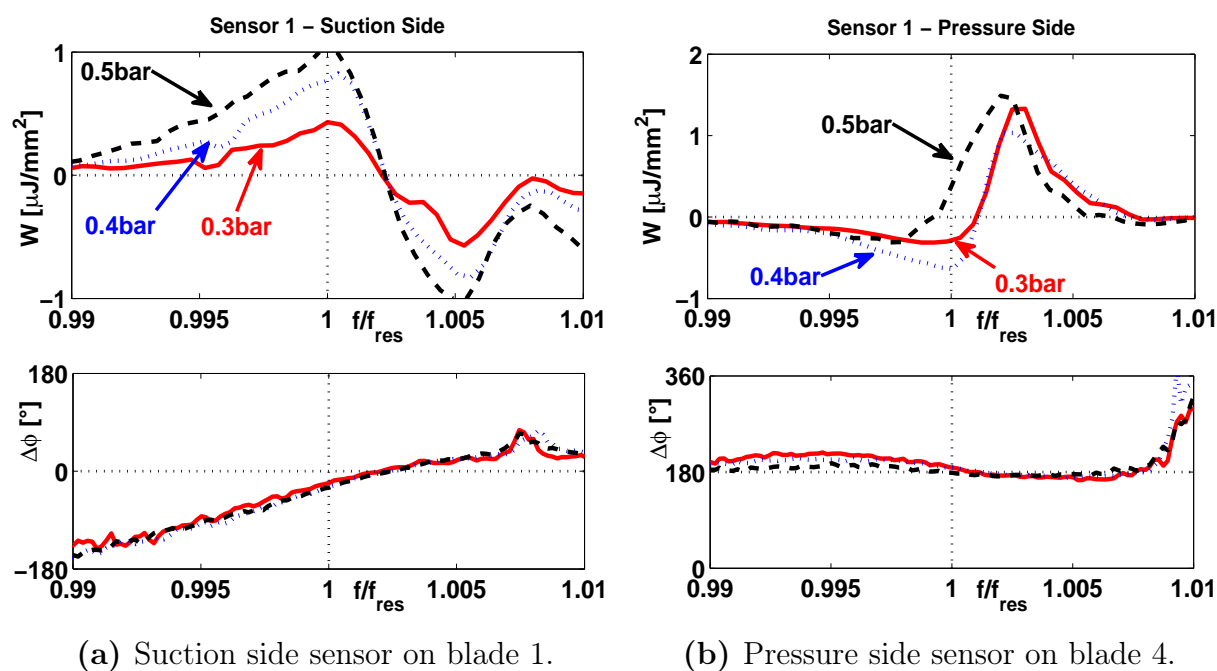 Sensor 1 – Suction Side
W [μJ/mm²]
1
0
−1
0.5bar
0.4bar
0.3bar
0.99 0.995 1 f/f_res 1.005 1.01
Δϕ [°]
180
0
−180
0.99 0.995 1 f/f_res 1.005 1.01
(a) Suction side sensor on blade 1.
Sensor 1 – Pressure Side
W [μJ/mm²]
2
1
0
−1
0.5bar
0.4bar
0.3bar
0.99 0.995 1 f/f_res 1.005 1.01
Δϕ [°]
360
180
0
0.99 0.995 1 f/f_res 1.005 1.01
(b) Pressure side sensor on blade 4.